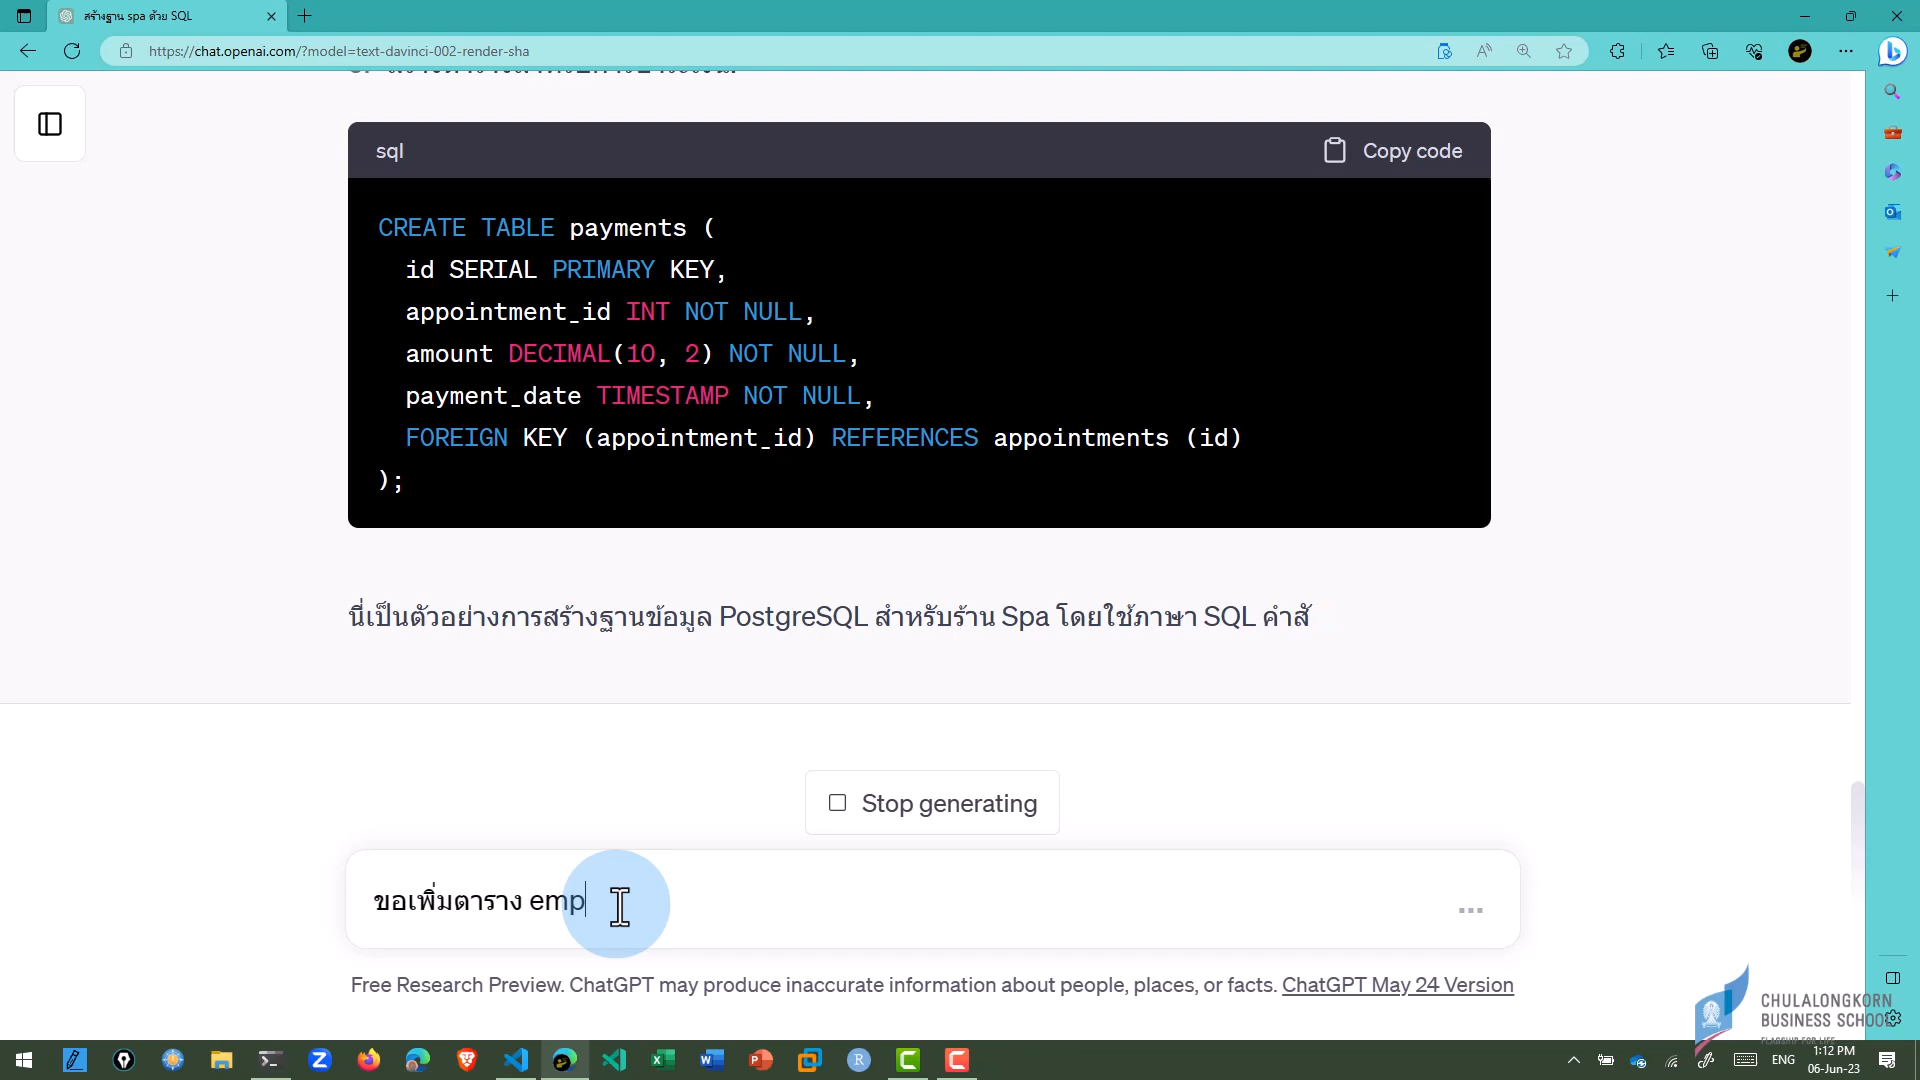 สร้างฐาน spa ด้วย SQL
https://chat.openai.com/?model=text-davinci-002-render-sha
sql
Copy code
CREATE TABLE payments (
id SERIAL PRIMARY KEY,
appointment_id INT NOT NULL,
amount DECIMAL(10, 2) NOT NULL,
payment_date TIMESTAMP NOT NULL,
FOREIGN KEY (appointment_id) REFERENCES appointments (id)
);
นี่เป็นตัวอย่างการสร้างฐานข้อมูล PostgreSQL สำหรับร้าน Spa โดยใช้ภาษา SQL คำสั
Stop generating
ขอเพิ่มตาราง emp
Free Research Preview. ChatGPT may produce inaccurate information about people, places, or facts. ChatGPT May 24 Version
CHULALONGKORN
BUSINESS SCHOOL
FLAGSHIP FOR LIFE
ENG
1:12 PM
06-Jun-23